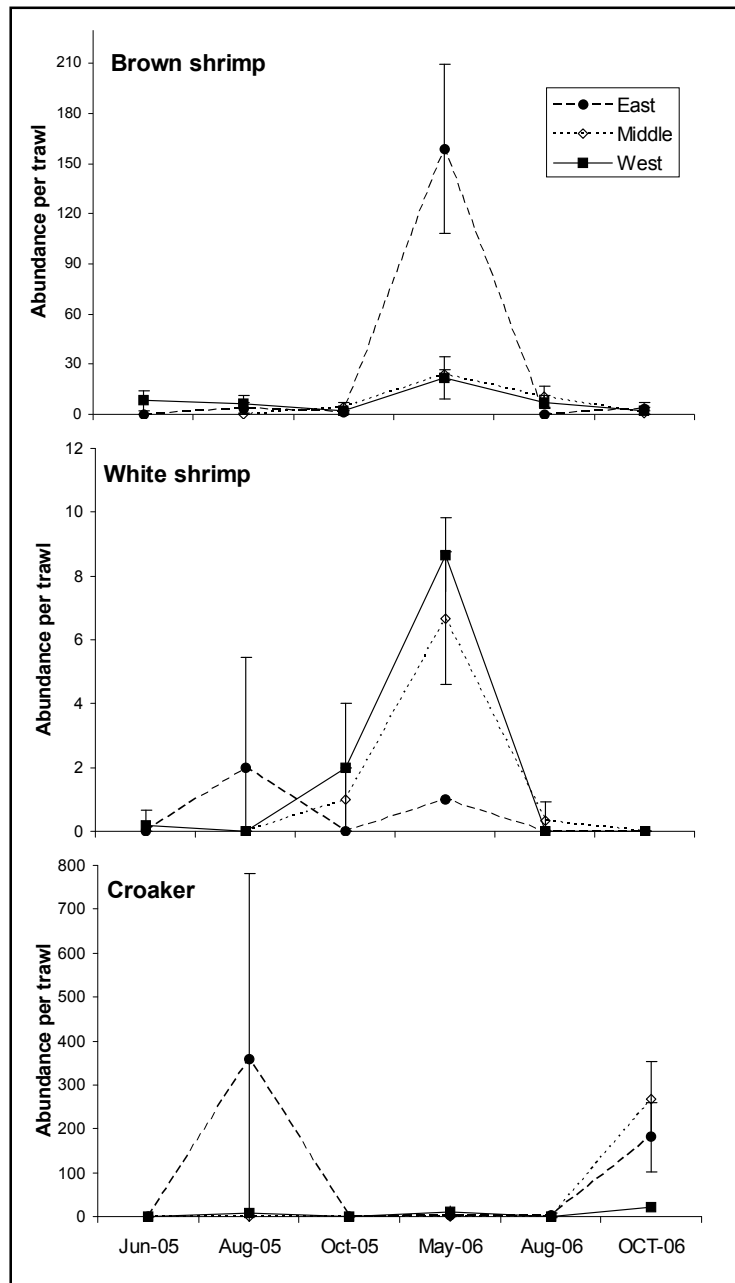 Brown shrimp
Abundance per trawl
210
180
150
120
90
60
30
0
East
Middle
West
White shrimp
Abundance per trawl
12
10
8
6
4
2
0
Croaker
Abundance per trawl
800
700
600
500
400
300
200
100
0
Jun-05 Aug-05 Oct-05 May-06 Aug-06 OCT-06